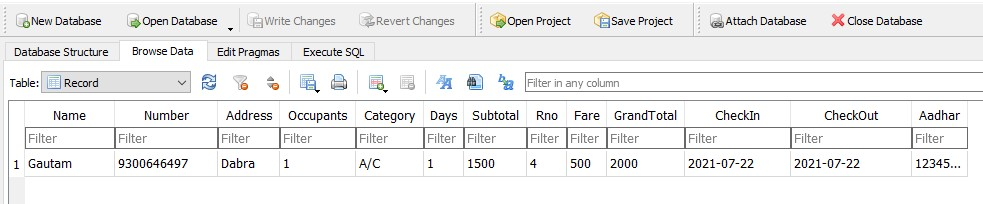 New Database Open Database Write Changes Revert Changes Open Project Save Project Attach Database Close Database
Database Structure Browse Data Edit Pragmas Execute SQL
Table: Record Filter in any column
Name Number Address Occupants Category Days Subtotal Rno Fare GrandTotal CheckIn CheckOut Aadhar
Filter Filter Filter Filter Filter Filter Filter Filter Filter Filter Filter Filter Filter
1 Gautam 9300646497 Dabra 1 A/C 1 1500 4 500 2000 2021-07-22 2021-07-22 12345...